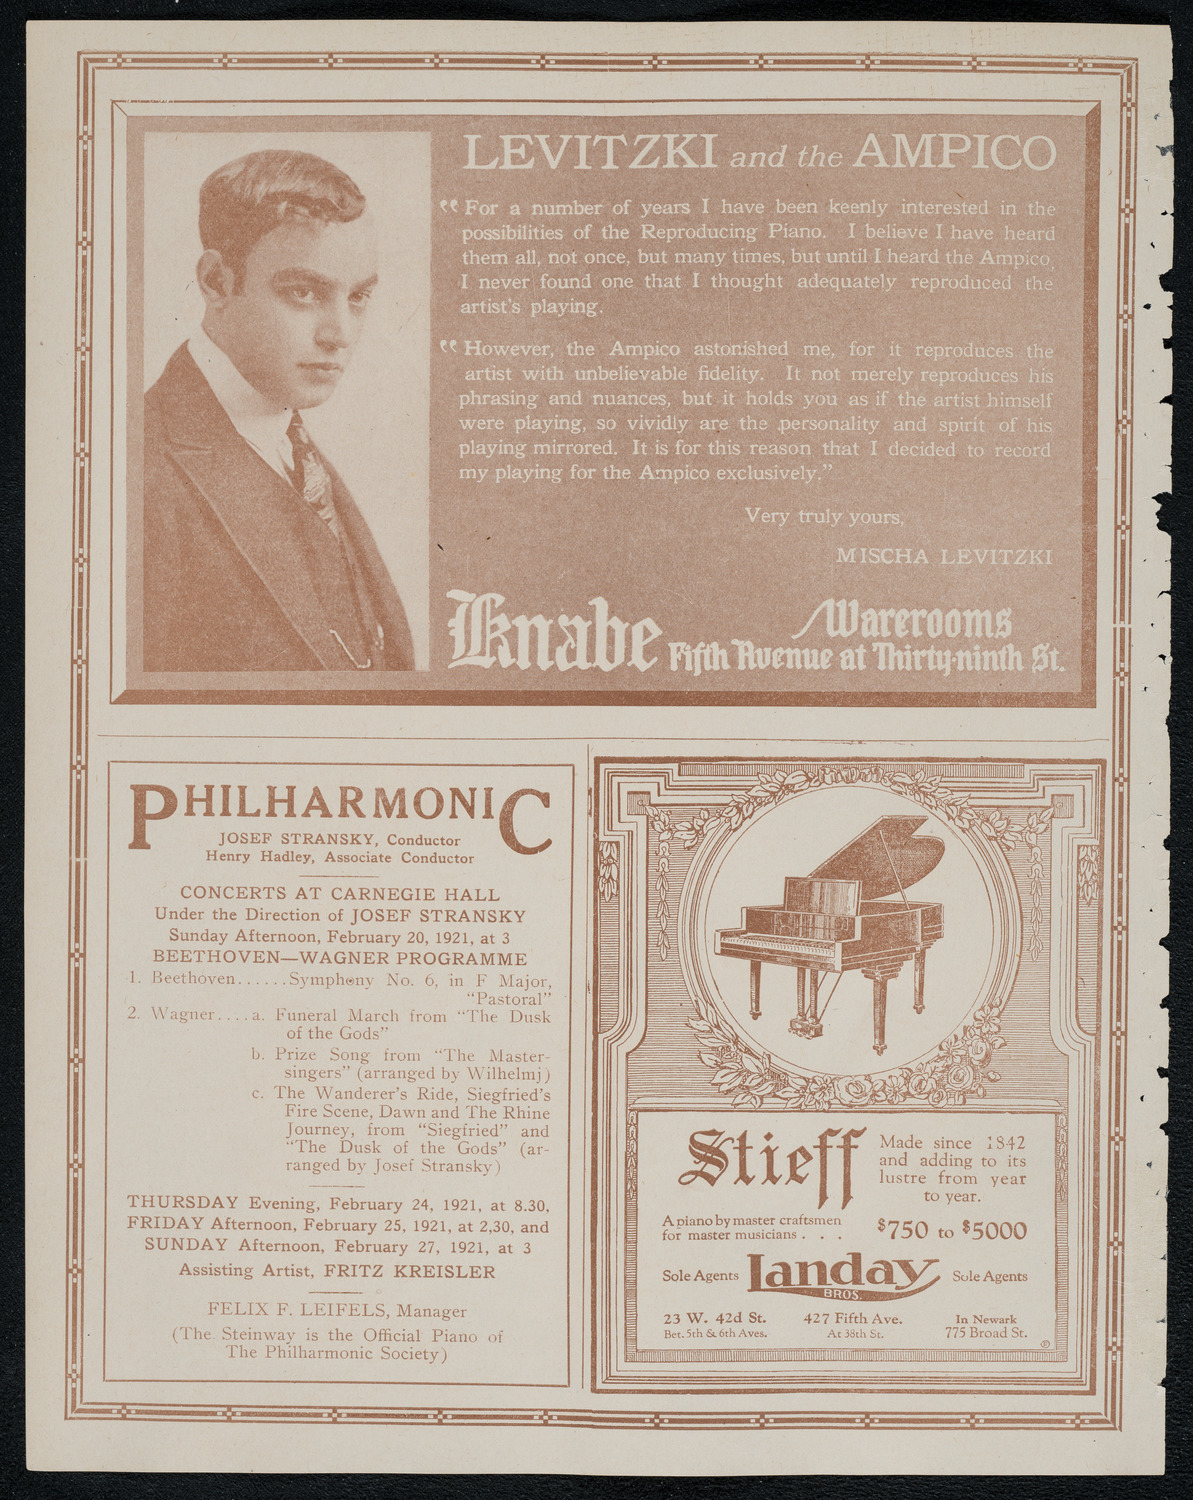 LEVITZKI and the AMPICO
“For a number of years I have been keenly interested in the
possibilities of the Reproducing Piano. I believe I have heard
them all, not once, but many times, but until I heard the Ampico,
I never found one that I thought adequately reproduced the
artist's playing.
“However, the Ampico astonished me, for it reproduces the
artist with unbelievable fidelity. It not merely reproduces his
phrasing and nuances, but it holds you as if the artist himself
were playing, so vividly are the personality and spirit of his
playing mirrored. It is for this reason that I decided to record
my playing for the Ampico exclusively.”
Very truly yours,
MISCHA LEVITZKI
Knabe Warerooms
Fifth Avenue at Thirty-ninth St.
PHILHARMONIC
JOSEF STRANSKY, Conductor
Henry Hadley, Associate Conductor
CONCERTS AT CARNEGIE HALL
Under the Direction of JOSEF STRANSKY
Sunday Afternoon, February 20, 1921, at 3
BEETHOVEN—WAGNER PROGRAMME
1. Beethoven......Symphony No. 6, in F Major,
“Pastoral”
2. Wagner....a. Funeral March from “The Dusk
of the Gods”
b. Prize Song from “The Master-
singers” (arranged by Wilhelmj)
c. The Wanderer's Ride, Siegfried's
Fire Scene, Dawn and The Rhine
Journey, from “Siegfried” and
“The Dusk of the Gods” (ar-
ranged by Josef Stransky)
THURSDAY Evening, February 24, 1921, at 8.30,
FRIDAY Afternoon, February 25, 1921, at 2.30, and
SUNDAY Afternoon, February 27, 1921, at 3
Assisting Artist, FRITZ KREISLER
FELIX F. LEIFELS, Manager
(The Steinway is the Official Piano of
The Philharmonic Society)
Stieff
Made since 1842
and adding to its
lustre from year
to year.
A piano by master craftsmen
for master musicians . . .
$750 to $5000
Sole Agents Landay Sole Agents
BROS.
23 W. 42d St. 427 Fifth Ave. In Newark
Bet. 5th & 6th Aves. At 38th St. 775 Broad St.